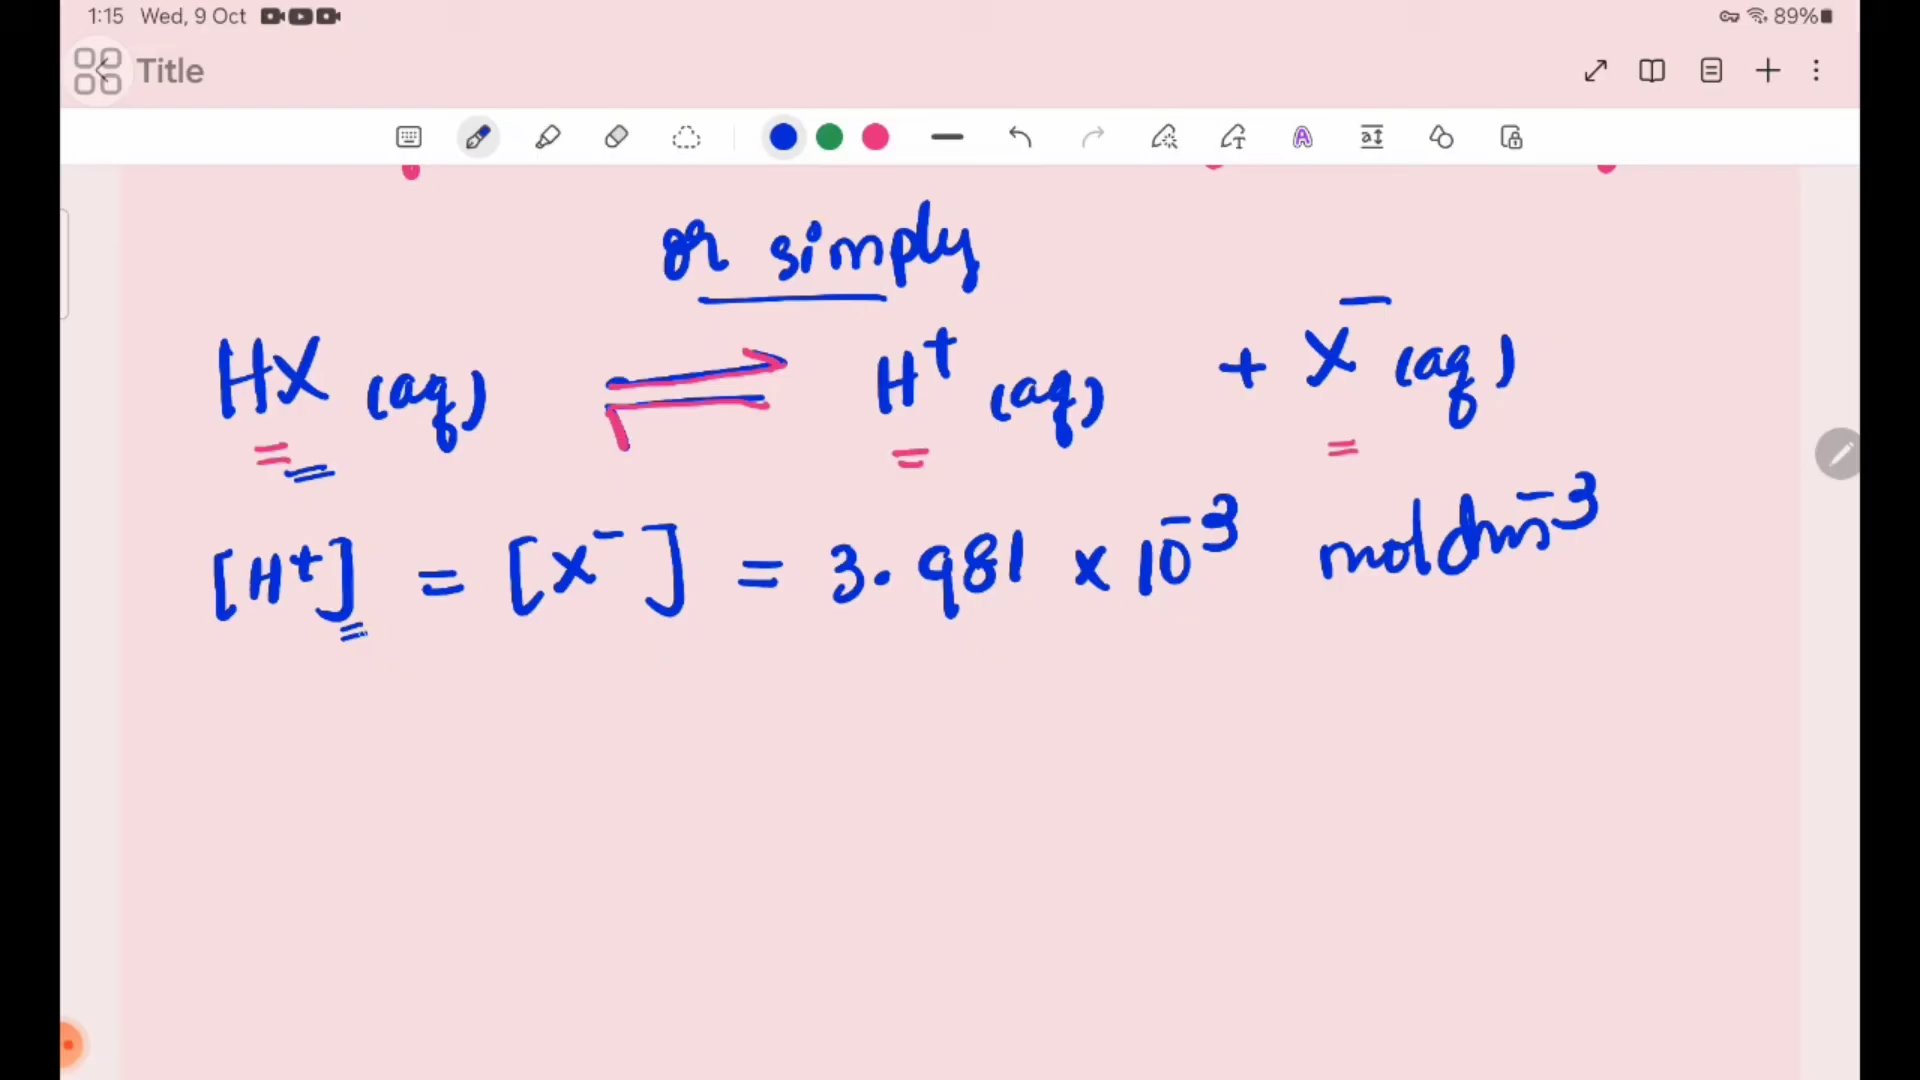 1:15 Wed, 9 Oct 89%
Title
or simply
HX (aq) ⇌ H⁺ (aq) + X⁻ (aq)
[H⁺] = [X⁻] = 3.981 × 10⁻³ moldm⁻³